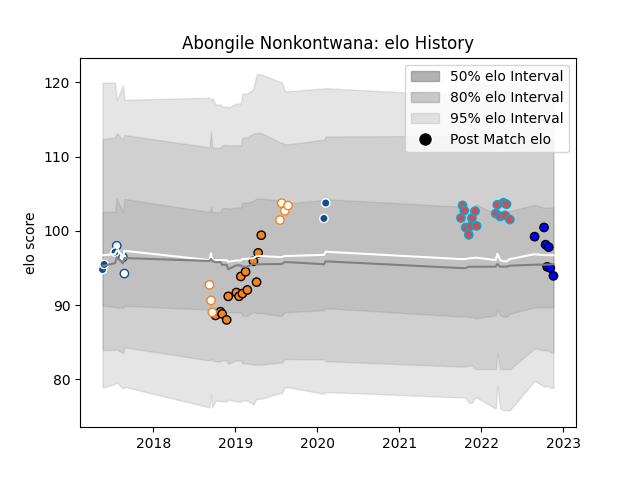 Abongile Nonkontwana: elo History
50% elo Interval
80% elo Interval
95% elo Interval
Post Match elo
elo score
120
110
100
90
80
2018 2019 2020 2021 2022 2023